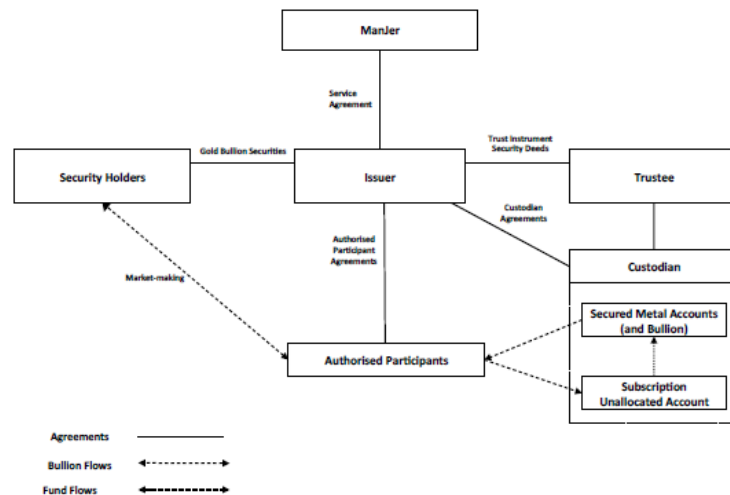 ManJer
Service
Agreement
Gold Bullion Securities
Trust Instrument
Security Deeds
Security Holders
Issuer
Trustee
Custodian
Agreements
Authorised
Participant
Agreements
Custodian
Market-making
Secured Metal Accounts
(and Bullion)
Authorised Participants
Subscription
Unallocated Account
Agreements
Bullion Flows
Fund Flows